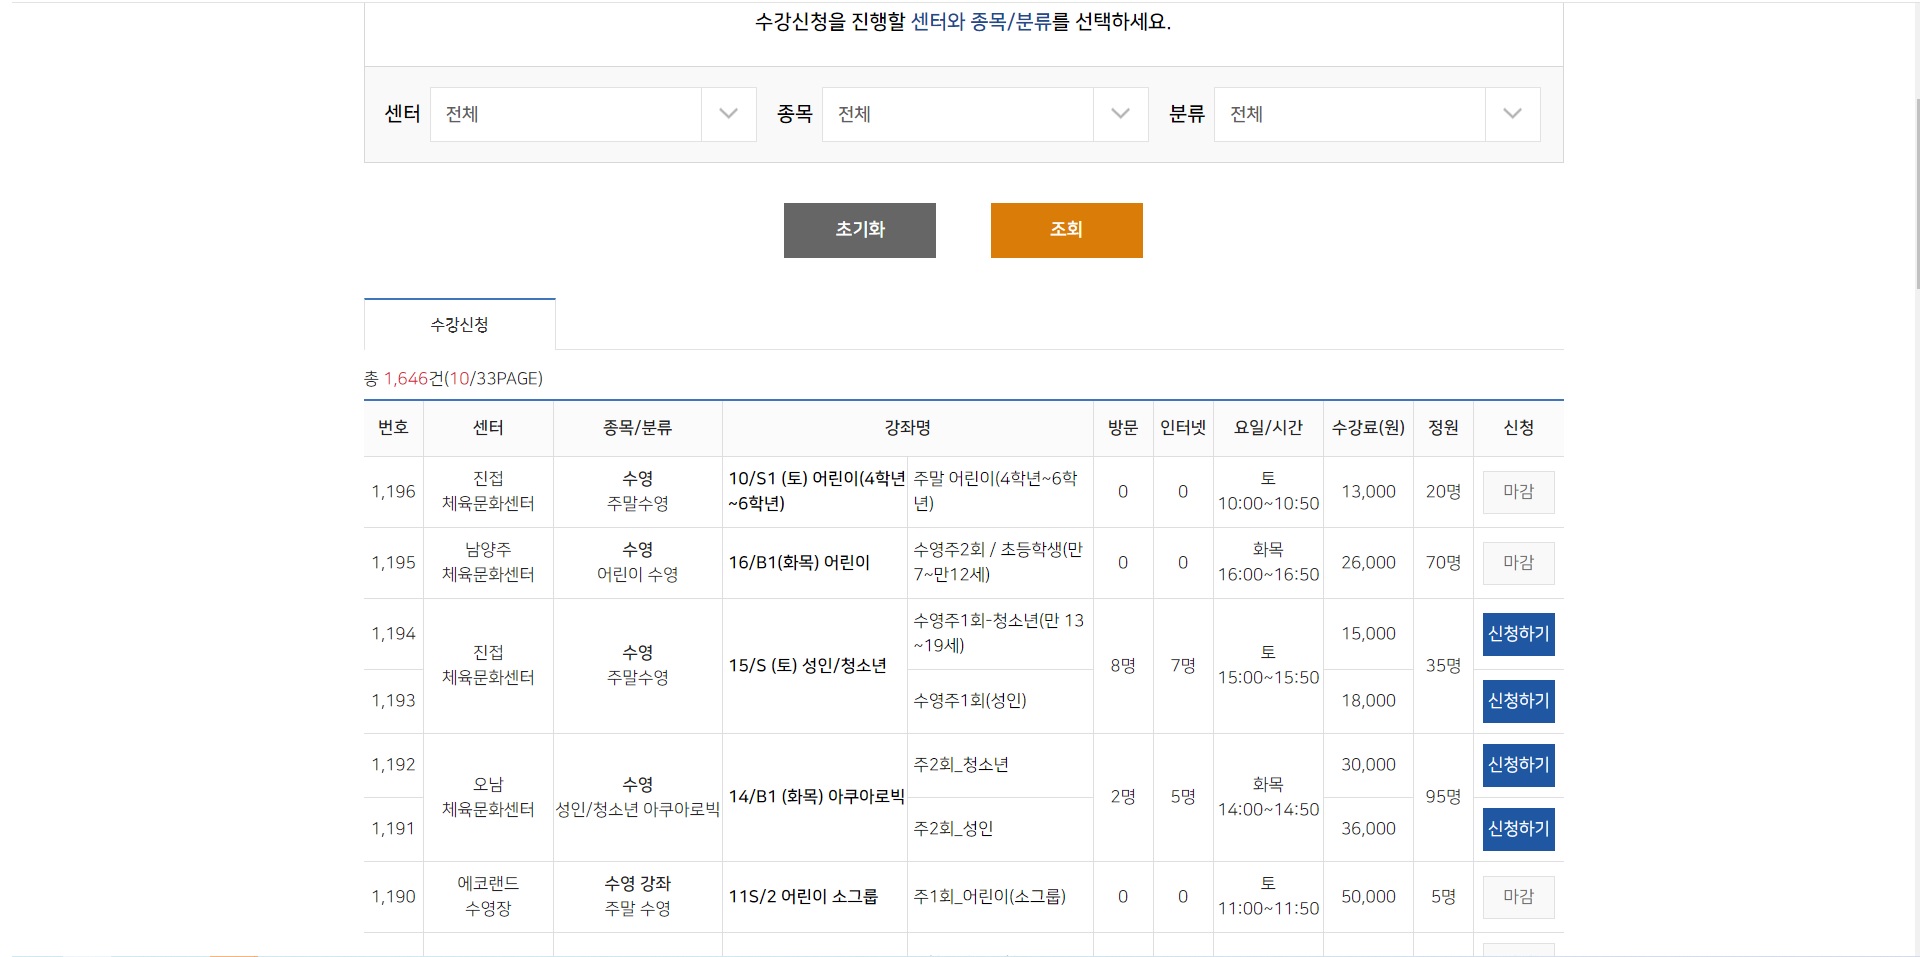 수강신청을 진행할 센터와 종목/분류를 선택하세요.
센터 전체 종목 전체 분류 전체
초기화 조회
수강신청
총 1,646건(10/33PAGE)
번호 센터 종목/분류 강좌명 방문 인터넷 요일/시간 수강료(원) 정원 신청
1,196
진접
체육문화센터
수영
주말수영
10/S1 (토) 어린이(4학년
~6학년)
주말 어린이(4학년~6학
년)
0
0
토
10:00~10:50
13,000
20명
마감
1,195
남양주
체육문화센터
수영
어린이 수영
16/B1(화목) 어린이
수영주2회 / 초등학생(만
7~만12세)
0
0
화목
16:00~16:50
26,000
70명
마감
1,194
진접
체육문화센터
수영
주말수영
15/S (토) 성인/청소년
수영주1회-청소년(만 13
~19세)
8명
7명
토
15:00~15:50
15,000
35명
신청하기
1,193
수영주1회(성인)
18,000
신청하기
1,192
오남
체육문화센터
수영
성인/청소년 아쿠아로빅
14/B1 (화목) 아쿠아로빅
주2회_청소년
2명
5명
화목
14:00~14:50
30,000
95명
신청하기
1,191
주2회_성인
36,000
신청하기
1,190
에코랜드
수영장
수영 강좌
주말 수영
11S/2 어린이 소그룹
주1회_어린이(소그룹)
0
0
토
11:00~11:50
50,000
5명
마감